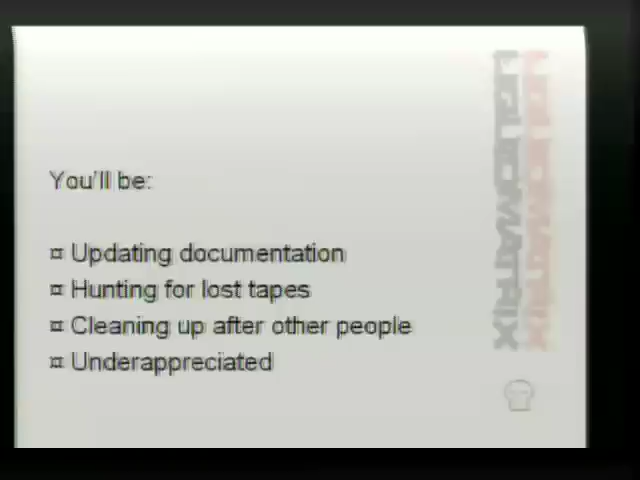 You'll be:
¤ Updating documentation
¤ Hunting for lost tapes
¤ Cleaning up after other people
¤ Underappreciated